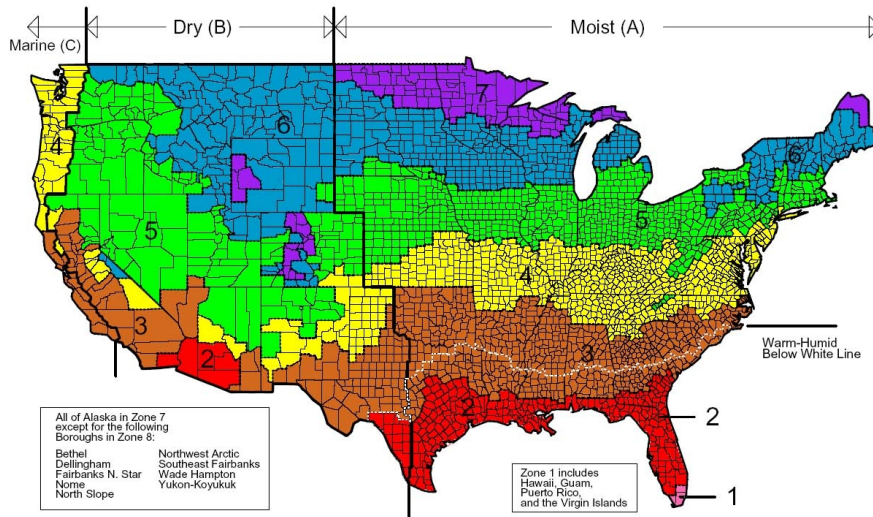 Marine (C)
Dry (B)
Moist (A)
7
6
6
4
5
5
4
3
3
2
2
Warm-Humid
Below White Line
2
1
All of Alaska in Zone 7
except for the following
Boroughs in Zone 8:
Bethel
Dellingham
Fairbanks N. Star
Nome
North Slope
Northwest Arctic
Southeast Fairbanks
Wade Hampton
Yukon-Koyukuk
Zone 1 includes
Hawaii, Guam,
Puerto Rico,
and the Virgin Islands